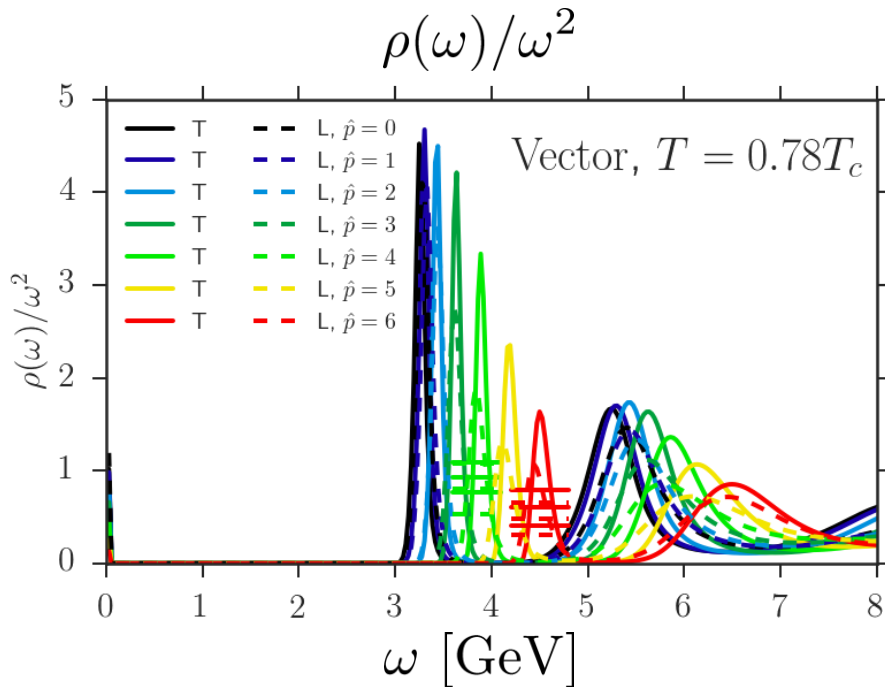 ρ(ω)/ω²
Vector, T = 0.78T_c
T L, p̂ = 0
T L, p̂ = 1
T L, p̂ = 2
T L, p̂ = 3
T L, p̂ = 4
T L, p̂ = 5
T L, p̂ = 6
ρ(ω)/ω²
5
4
3
2
1
0
0 1 2 3 4 5 6 7 8
ω [GeV]